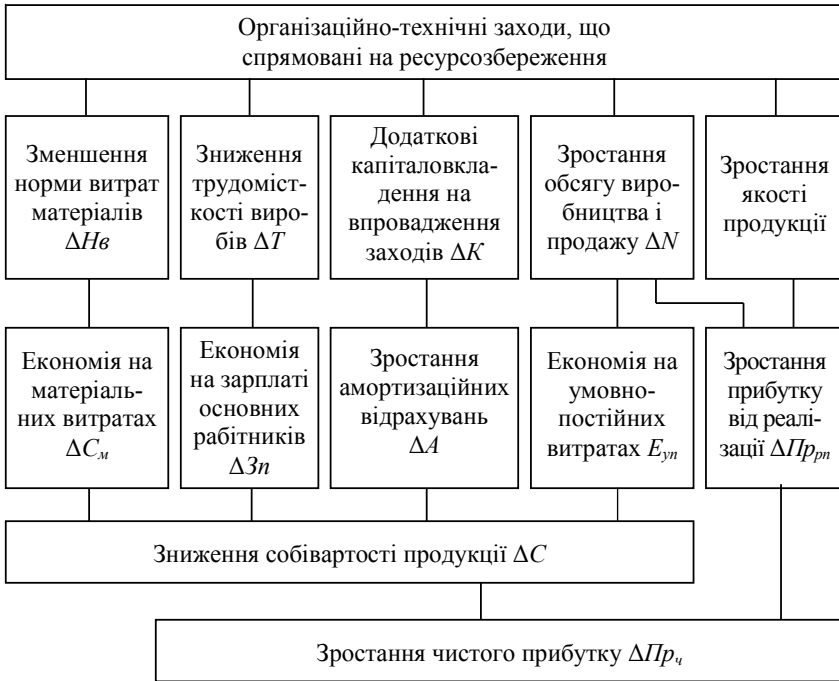 Організаційно-технічні заходи, що
спрямовані на ресурсозбереження
Зменшення
норми витрат
матеріалів
ΔНв
Зниження
трудоміст-
кості виро-
бів ΔТ
Додаткові
капіталовкла-
дення на
впровадження
заходів ΔК
Зростання
обсягу виро-
бництва і
продажу ΔN
Зростання
якості
продукції
Економія на
матеріаль-
них витратах
ΔСм
Економія
на зарплаті
основних
рабітників
ΔЗп
Зростання
амортизаційних
відрахувань
ΔА
Економія на
умовно-
постійних
витратах Еуп
Зростання
прибутку
від реалі-
зації ΔПррп
Зниження собівартості продукції ΔС
Зростання чистого прибутку ΔПрч